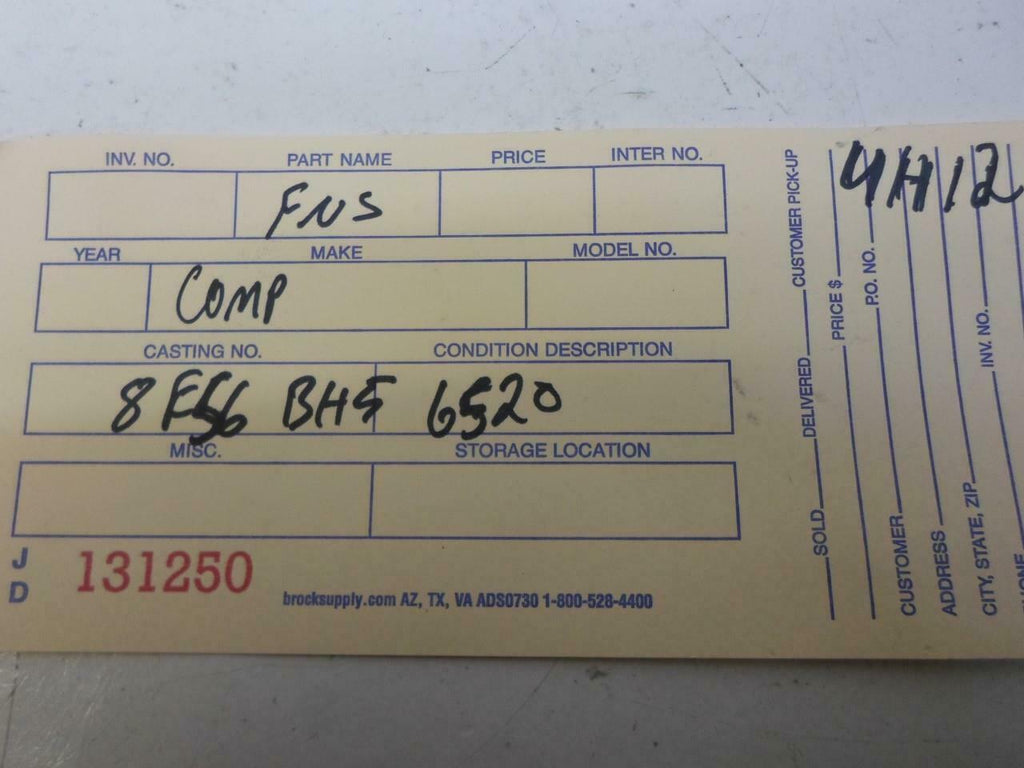 INV. NO. PART NAME PRICE INTER NO.
FNS
YEAR MAKE MODEL NO.
COMP
CASTING NO. CONDITION DESCRIPTION
8F56 BH5 6520
MISC. STORAGE LOCATION
JD 131250
brocksupply.com AZ, TX, VA ADS0730 1-800-528-4400
4H12
SOLD DELIVERED CUSTOMER PICK-UP
PRICE $
P.O. NO.
CUSTOMER
ADDRESS
CITY, STATE, ZIP INV. NO.